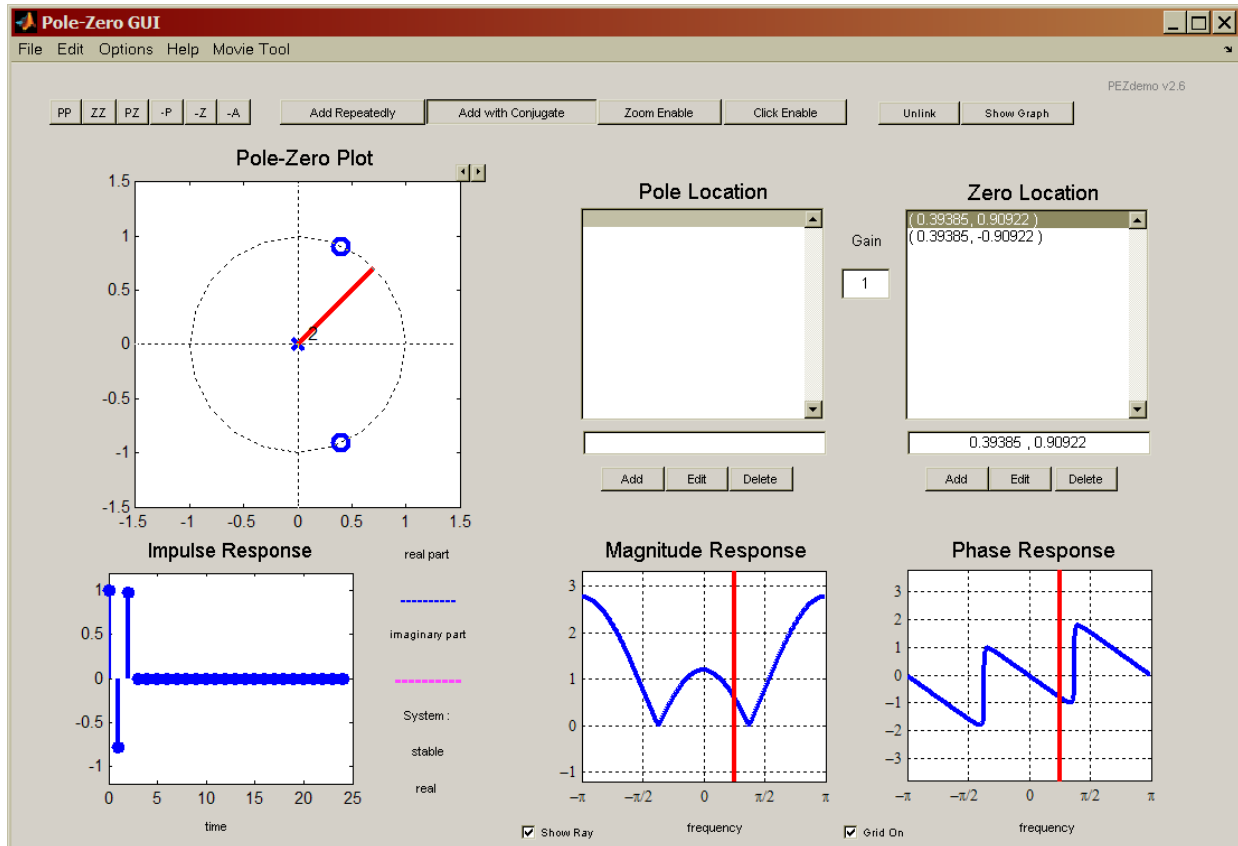 Pole-Zero GUI
File Edit Options Help Movie Tool
PEZdemo v2.6
PP ZZ PZ -P -Z -A Add Repeatedly Add with Conjugate Zoom Enable Click Enable Unlink Show Graph
Pole-Zero Plot
1.5
1
0.5
0
-0.5
-1
-1.5
2
-1.5 -1 -0.5 0 0.5 1 1.5
Pole Location
Gain
1
Zero Location
( 0.39385, 0.90922 )
( 0.39385, -0.90922 )
0.39385 , 0.90922
Add Edit Delete
Add Edit Delete
Impulse Response
1
0.5
0
-0.5
-1
0 5 10 15 20 25
time
real part
imaginary part
System :
stable
real
Magnitude Response
3
2
1
0
−1
−π −π/2 0 π/2 π
frequency
Show Ray
Phase Response
3
2
1
0
−1
−2
−3
−π −π/2 0 π/2 π
frequency
Grid On